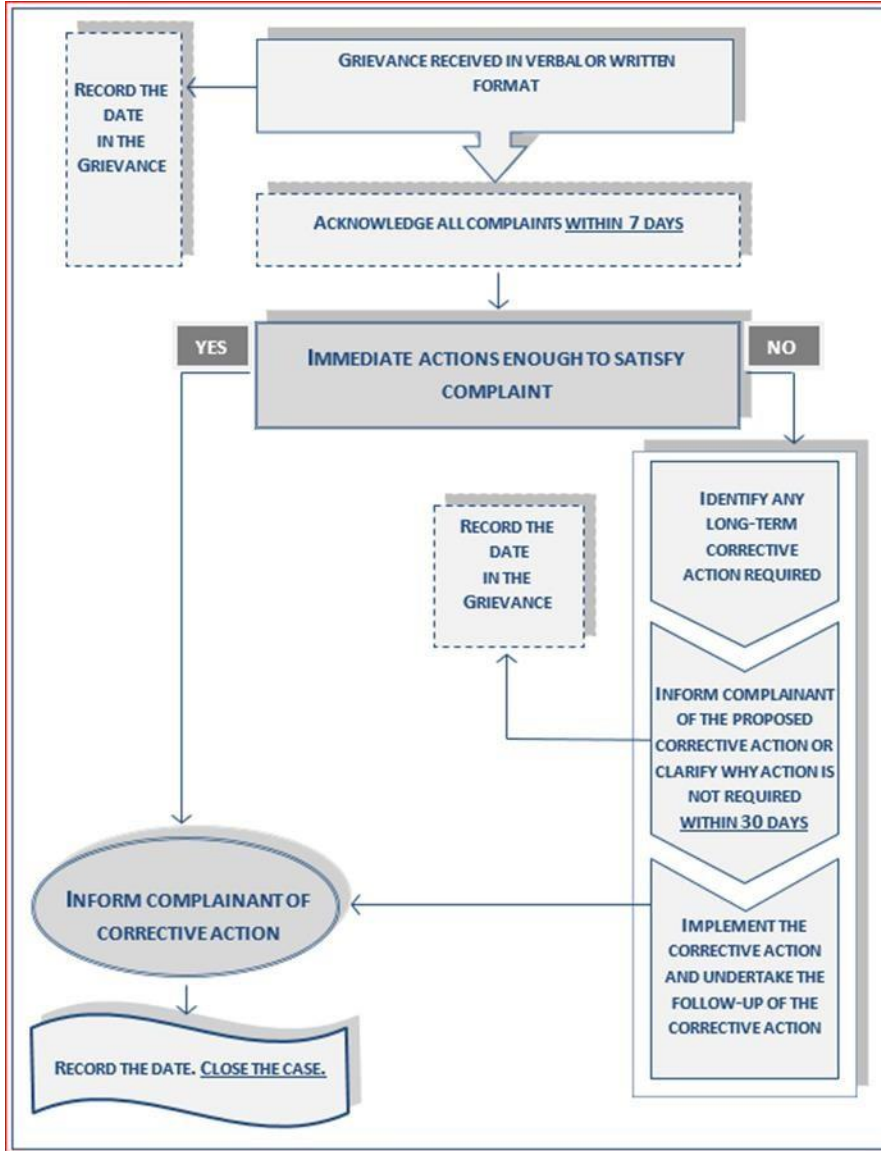 GRIEVANCE RECEIVED IN VERBAL OR WRITTEN
FORMAT
RECORD THE
DATE
IN THE
GRIEVANCE
ACKNOWLEDGE ALL COMPLAINTS WITHIN 7 DAYS
YES
IMMEDIATE ACTIONS ENOUGH TO SATISFY
COMPLAINT
NO
IDENTIFY ANY
LONG-TERM
CORRECTIVE
ACTION REQUIRED
RECORD THE
DATE
IN THE
GRIEVANCE
INFORM COMPLAINANT
OF THE PROPOSED
CORRECTIVE ACTION OR
CLARIFY WHY ACTION IS
NOT REQUIRED
WITHIN 30 DAYS
IMPLEMENT THE
CORRECTIVE ACTION
AND UNDERTAKE THE
FOLLOW-UP OF THE
CORRECTIVE ACTION
INFORM COMPLAINANT OF
CORRECTIVE ACTION
RECORD THE DATE. CLOSE THE CASE.